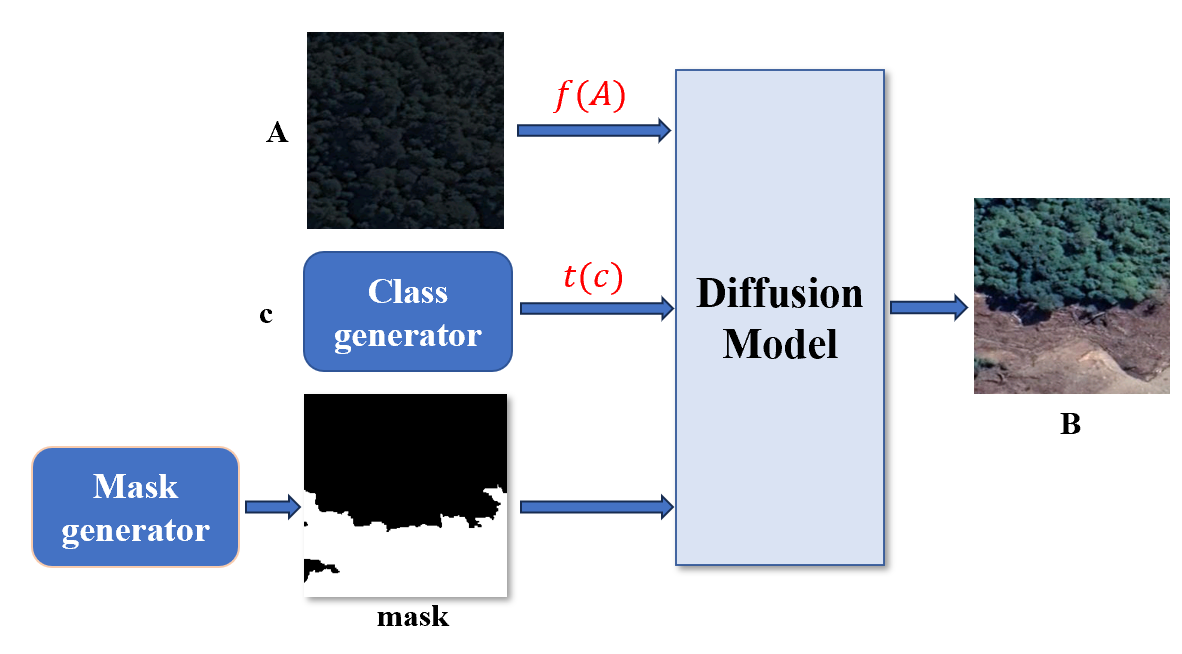 A
f(A)
c
Class
generator
t(c)
Diffusion
Model
B
Mask
generator
mask